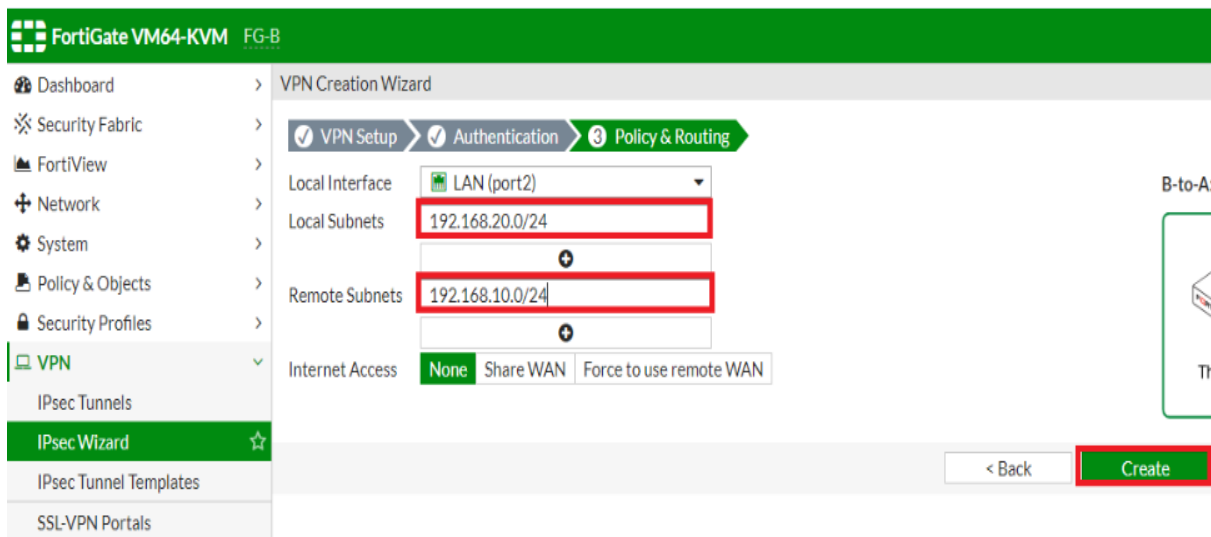 FortiGate VM64-KVM FG-B
Dashboard
Security Fabric
FortiView
Network
System
Policy & Objects
Security Profiles
VPN
IPsec Tunnels
IPsec Wizard
IPsec Tunnel Templates
SSL-VPN Portals
VPN Creation Wizard
VPN Setup Authentication 3 Policy & Routing
Local Interface LAN (port2)
Local Subnets 192.168.20.0/24
Remote Subnets 192.168.10.0/24
Internet Access None Share WAN Force to use remote WAN
B-to-A:
Th
< Back Create